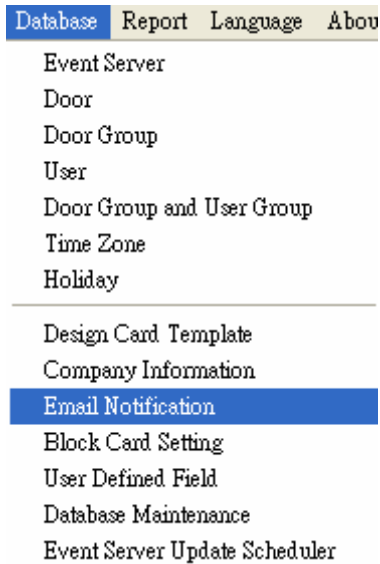 Database Report Language Abou
Event Server
Door
Door Group
User
Door Group and User Group
Time Zone
Holiday
Design Card Template
Company Information
Email Notification
Block Card Setting
User Defined Field
Database Maintenance
Event Server Update Scheduler